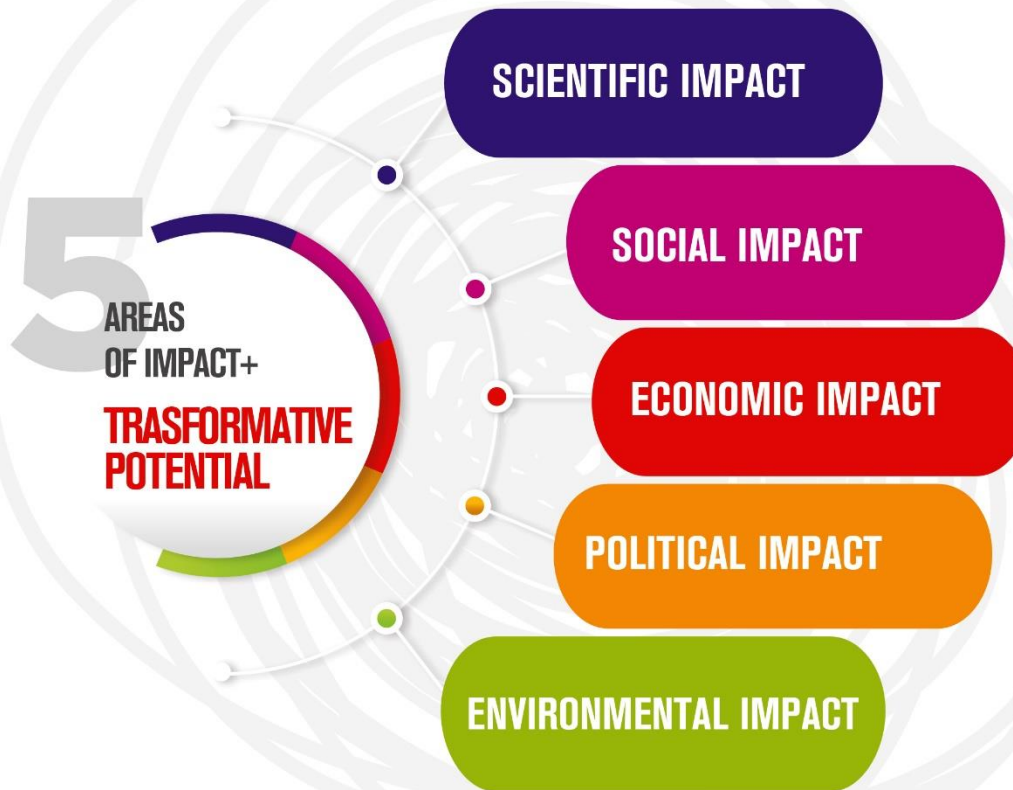 5
AREAS
OF IMPACT+
TRASFORMATIVE
POTENTIAL
SCIENTIFIC IMPACT
SOCIAL IMPACT
ECONOMIC IMPACT
POLITICAL IMPACT
ENVIRONMENTAL IMPACT